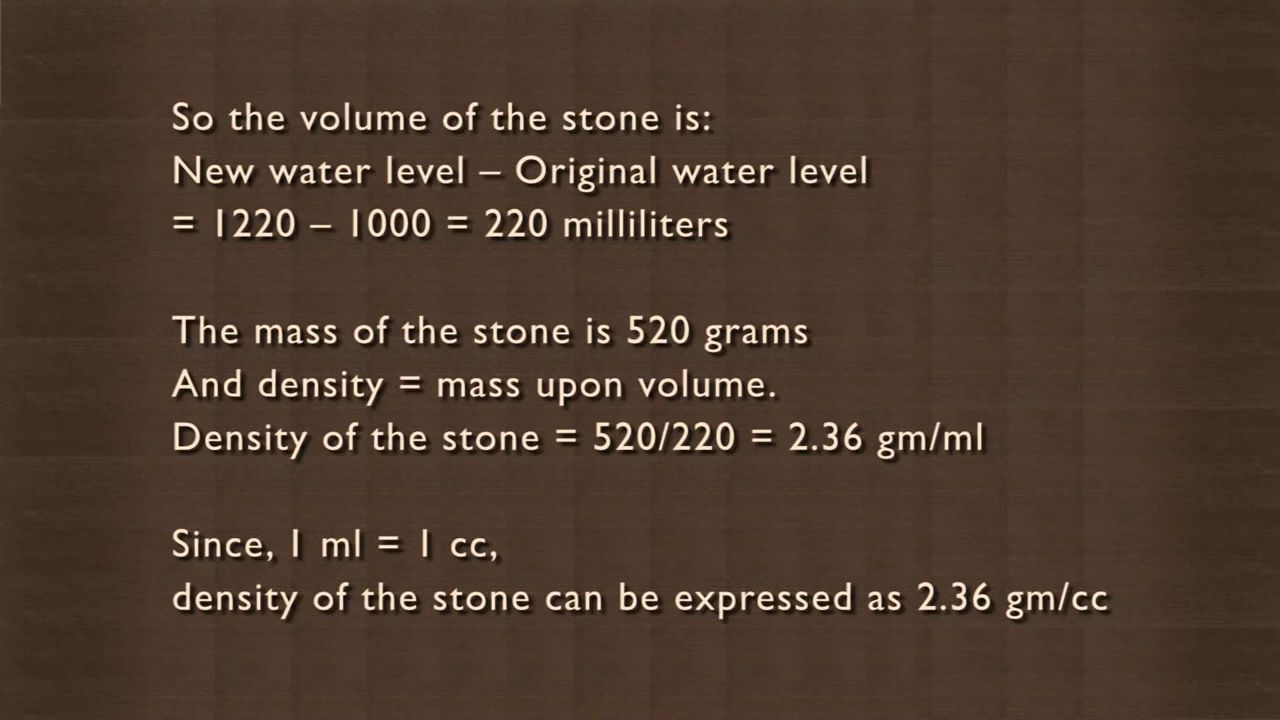 So the volume of the stone is:
New water level – Original water level
= 1220 – 1000 = 220 milliliters
The mass of the stone is 520 grams
And density = mass upon volume.
Density of the stone = 520/220 = 2.36 gm/ml
Since, 1 ml = 1 cc,
density of the stone can be expressed as 2.36 gm/cc